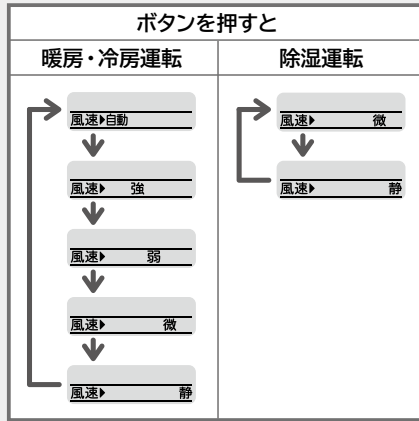 ボタンを押すと
暖房・冷房運転
除湿運転
風速▶自動
風速▶ 強
風速▶ 弱
風速▶ 微
風速▶ 静
風速▶ 微
風速▶ 静